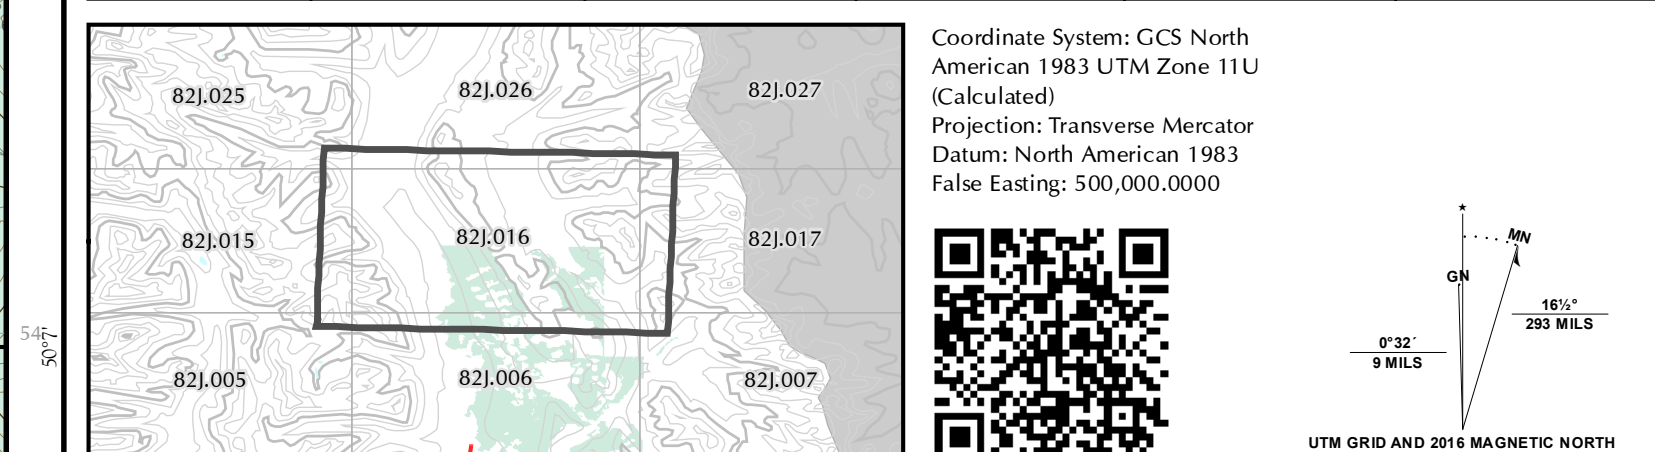 82J.025
82J.026
82J.027
82J.015
82J.016
82J.017
82J.005
82J.006
82J.007
54
50°7'
Coordinate System: GCS North
American 1983 UTM Zone 11U
(Calculated)
Projection: Transverse Mercator
Datum: North American 1983
False Easting: 500,000.0000
MN
GN
16½°
293 MILS
0°32´
9 MILS
UTM GRID AND 2016 MAGNETIC NORTH